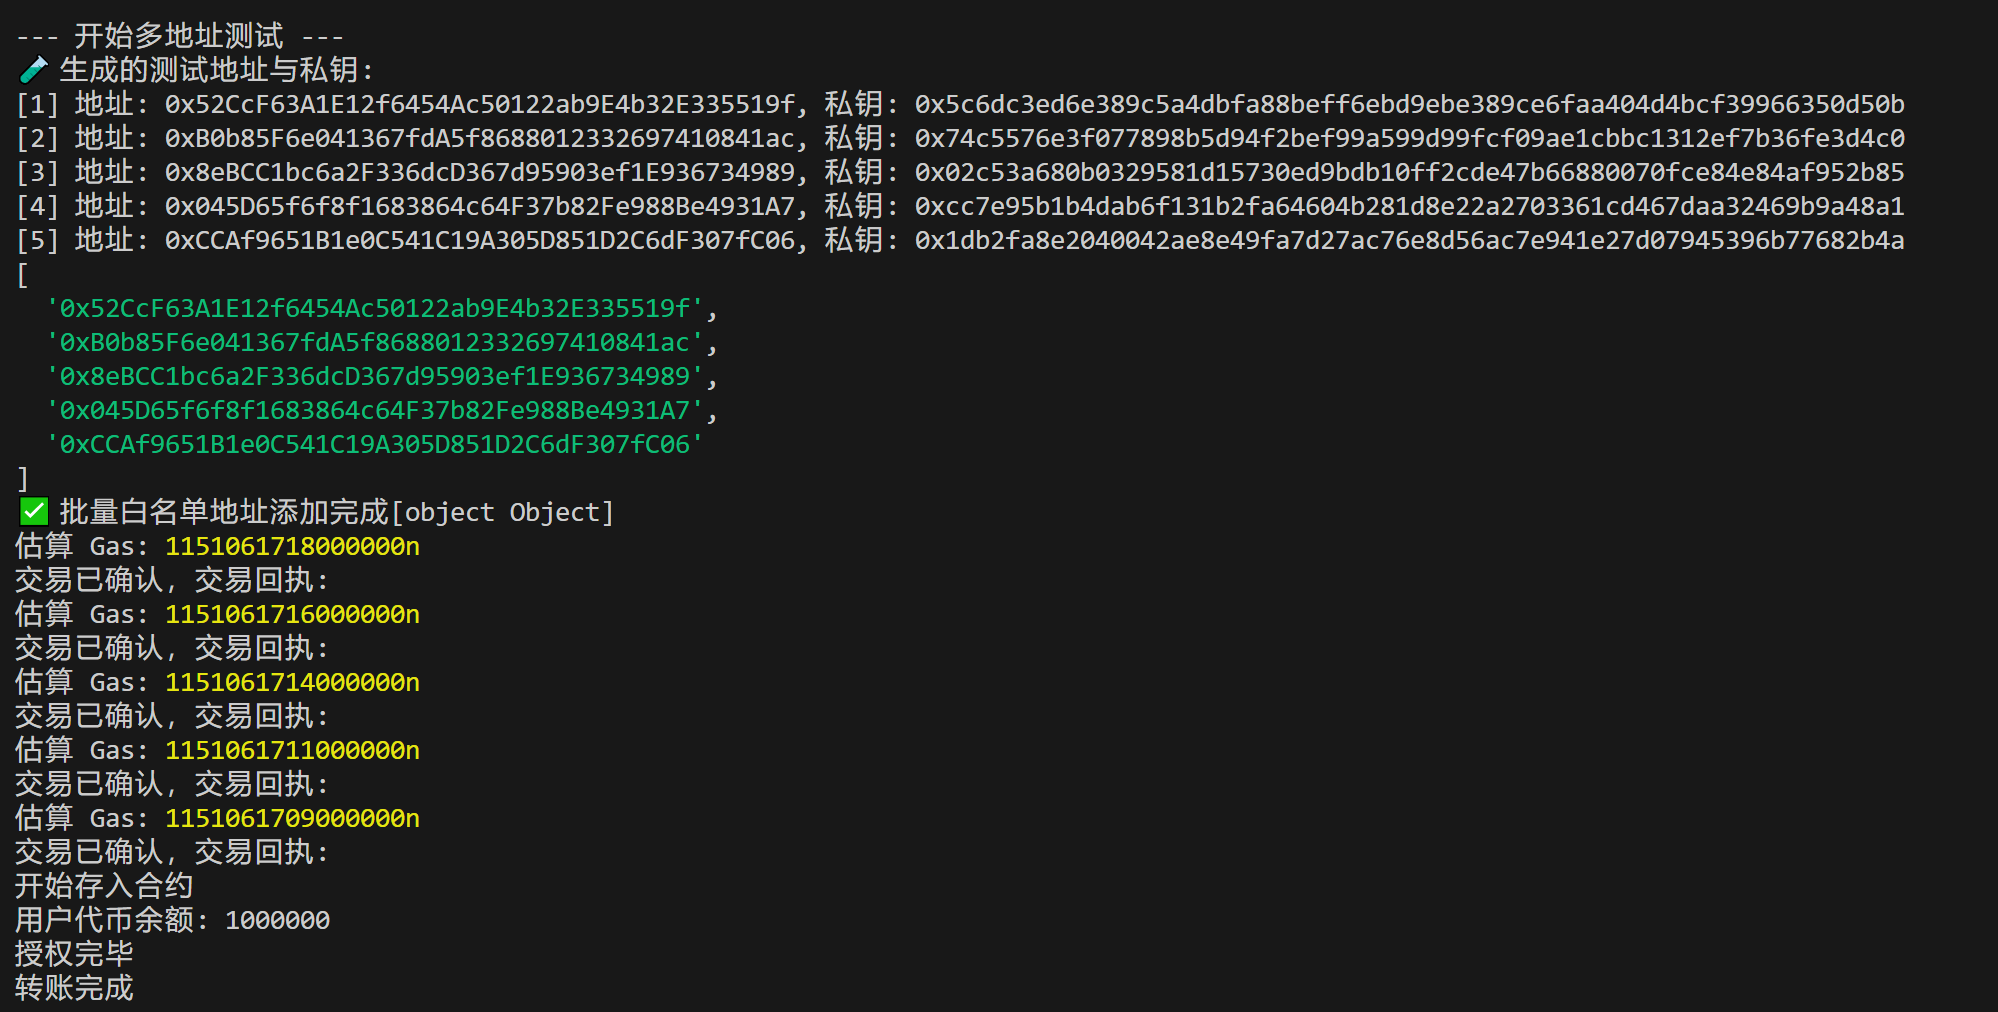 --- 开始多地址测试 ---
🧪 生成的测试地址与私钥:
[1] 地址: 0x52CcF63A1E12f6454Ac50122ab9E4b32E335519f, 私钥: 0x5c6dc3ed6e389c5a4dbfa88beff6ebd9ebe389ce6faa404d4bcf39966350d50b
[2] 地址: 0xB0b85F6e041367fdA5f8688012332697410841ac, 私钥: 0x74c5576e3f077898b5d94f2bef99a599d99fcf09ae1cbbc1312ef7b36fe3d4c0
[3] 地址: 0x8eBCC1bc6a2F336dcD367d95903ef1E936734989, 私钥: 0x02c53a680b0329581d15730ed9bdb10ff2cde47b66880070fce84e84af952b85
[4] 地址: 0x045D65f6f8f1683864c64F37b82Fe988Be4931A7, 私钥: 0xcc7e95b1b4dab6f131b2fa64604b281d8e22a2703361cd467daa32469b9a48a1
[5] 地址: 0xCCAf9651B1e0C541C19A305D851D2C6dF307fC06, 私钥: 0x1db2fa8e2040042ae8e49fa7d27ac76e8d56ac7e941e27d07945396b77682b4a
[
'0x52CcF63A1E12f6454Ac50122ab9E4b32E335519f',
'0xB0b85F6e041367fdA5f8688012332697410841ac',
'0x8eBCC1bc6a2F336dcD367d95903ef1E936734989',
'0x045D65f6f8f1683864c64F37b82Fe988Be4931A7',
'0xCCAf9651B1e0C541C19A305D851D2C6dF307fC06'
]
✅ 批量白名单地址添加完成[object Object]
估算 Gas: 1151061718000000n
交易已确认, 交易回执:
估算 Gas: 1151061716000000n
交易已确认, 交易回执:
估算 Gas: 1151061714000000n
交易已确认, 交易回执:
估算 Gas: 1151061711000000n
交易已确认, 交易回执:
估算 Gas: 1151061709000000n
交易已确认, 交易回执:
开始存入合约
用户代币余额: 1000000
授权完毕
转账完成